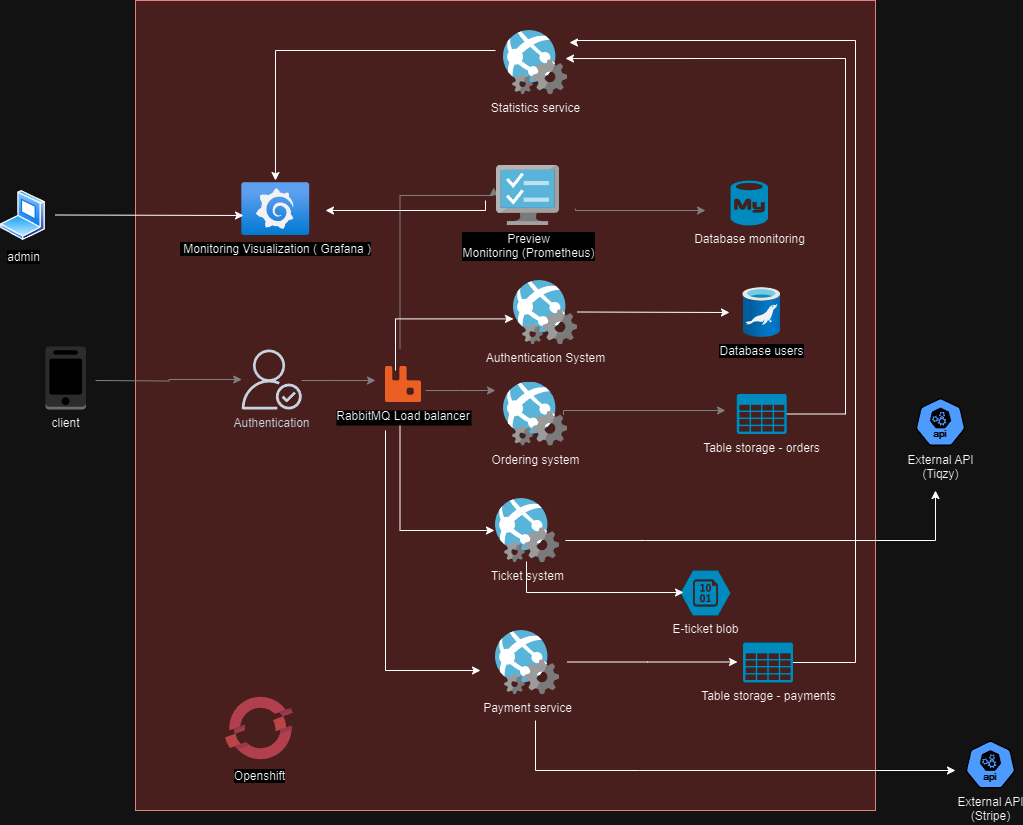 Statistics service
My
Monitoring Visualization ( Grafana )
Preview
Monitoring (Prometheus)
Database monitoring
admin
Authentication System
Database users
client
Authentication
RabbitMQ Load balancer
Ordering system
Table storage - orders
api
External API
(Tiqzy)
Ticket system
10
01
E-ticket blob
Payment service
Table storage - payments
Openshift
api
External API
(Stripe)